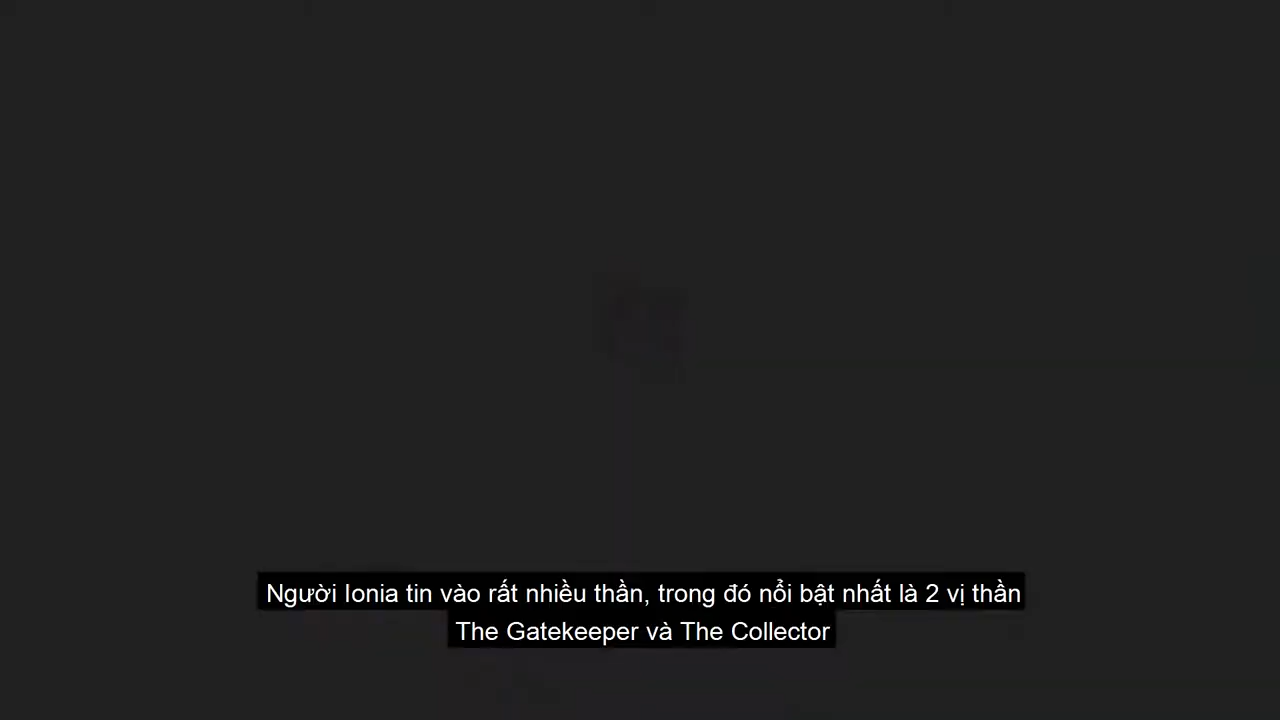 Người Ionia tin vào rất nhiều thần, trong đó nổi bật nhất là 2 vị thần
The Gatekeeper và The Collector